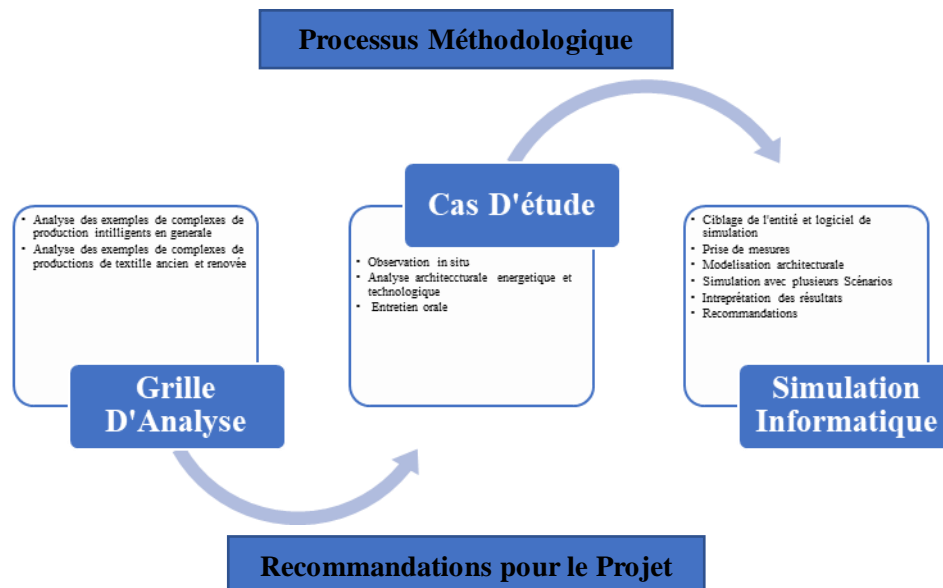 Processus Méthodologique
• Analyse des exemples de complexes de
production intilligents en generale
• Analyse des exemples de complexes de
productions de textille ancien et renovée
Grille
D'Analyse
Cas D'étude
• Observation in situ
• Analyse architeccturale energetique et
technologique
• Entretien orale
• Ciblage de l'entité et logiciel de
simulation
• Prise de mesures
• Modelisation architecturale
• Simulation avec plusieurs Scénarios
• Intreprétation des résultats
• Recommandations
Simulation
Informatique
Recommandations pour le Projet